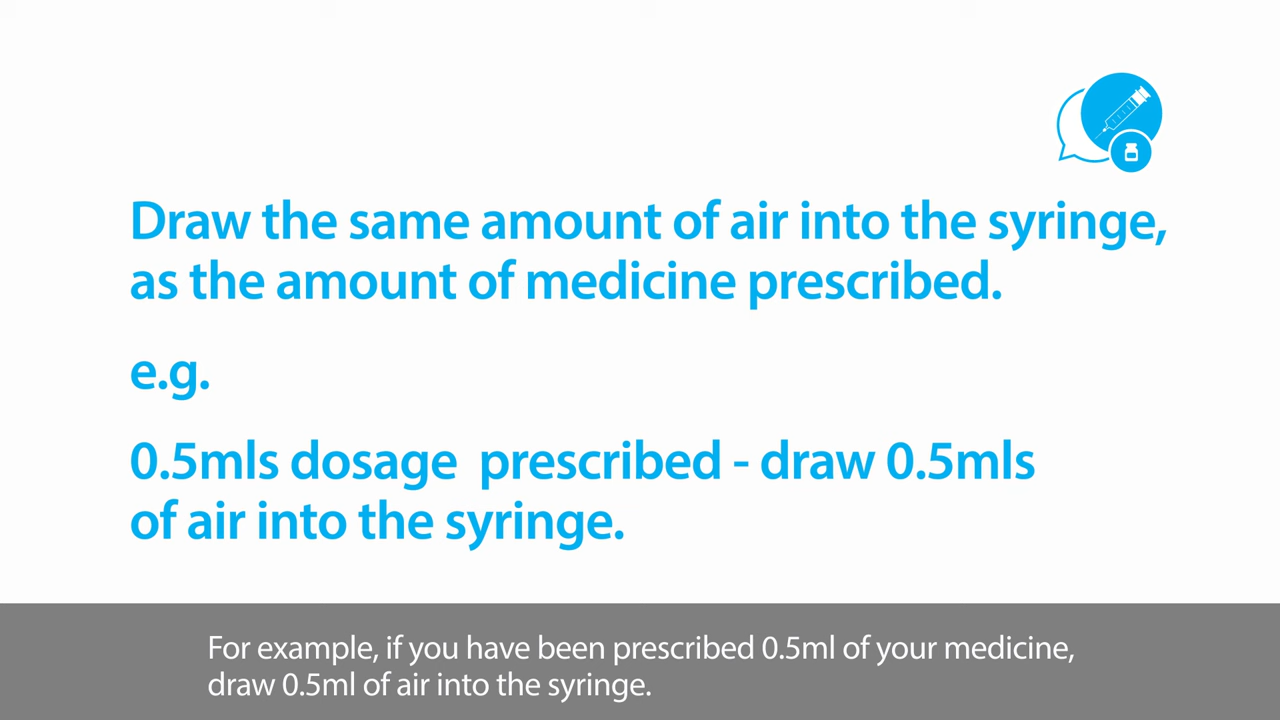 Draw the same amount of air into the syringe,
as the amount of medicine prescribed.
e.g.
0.5mls dosage  prescribed - draw 0.5mls
of air into the syringe.
For example, if you have been prescribed 0.5ml of your medicine,
draw 0.5ml of air into the syringe.